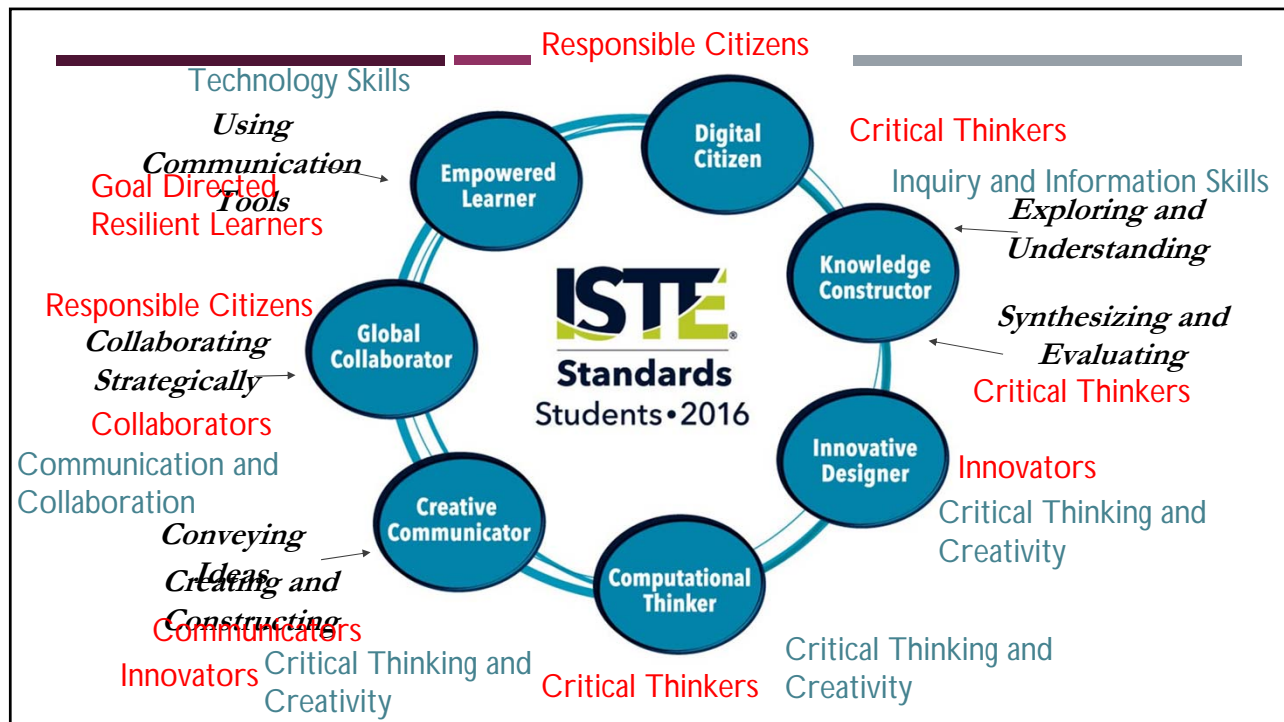 Responsible Citizens
Technology Skills
Using
Communication
Tools
Goal Directed
Resilient Learners
Empowered
Learner
Digital
Citizen
Critical Thinkers
Inquiry and Information Skills
Exploring and
Understanding
Knowledge
Constructor
Synthesizing and
Evaluating
Critical Thinkers
Responsible Citizens
Collaborating
Strategically
Collaborators
Global
Collaborator
ISTE®
Standards
Students•2016
Innovative
Designer
Innovators
Critical Thinking and
Creativity
Communication and
Collaboration
Creative
Communicator
Conveying
Ideas
Creating and
Constructing
Communicators
Innovators
Critical Thinking and
Creativity
Computational
Thinker
Critical Thinkers
Critical Thinking and
Creativity